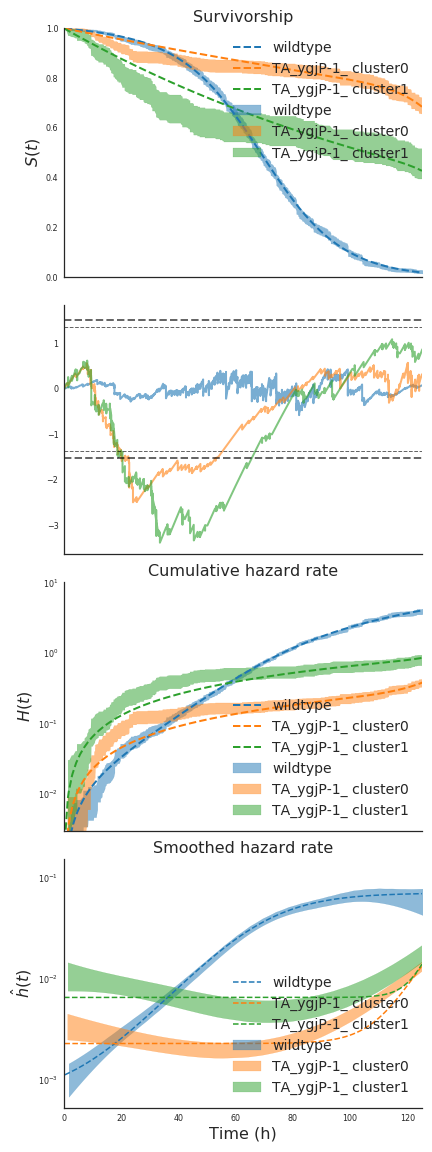 Survivorship
1.0
0.8
0.6
0.4
0.2
0.0
S(t)
wildtype
TA_ygjP-1_ cluster0
TA_ygjP-1_ cluster1
wildtype
TA_ygjP-1_ cluster0
TA_ygjP-1_ cluster1
1
0
−1
−2
−3
Cumulative hazard rate
10¹
10⁰
10⁻¹
10⁻²
H(t)
wildtype
TA_ygjP-1_ cluster0
TA_ygjP-1_ cluster1
wildtype
TA_ygjP-1_ cluster0
TA_ygjP-1_ cluster1
Smoothed hazard rate
10⁻¹
10⁻²
10⁻³
ĥ(t)
wildtype
TA_ygjP-1_ cluster0
TA_ygjP-1_ cluster1
wildtype
TA_ygjP-1_ cluster0
TA_ygjP-1_ cluster1
0 20 40 60 80 100 120
Time (h)